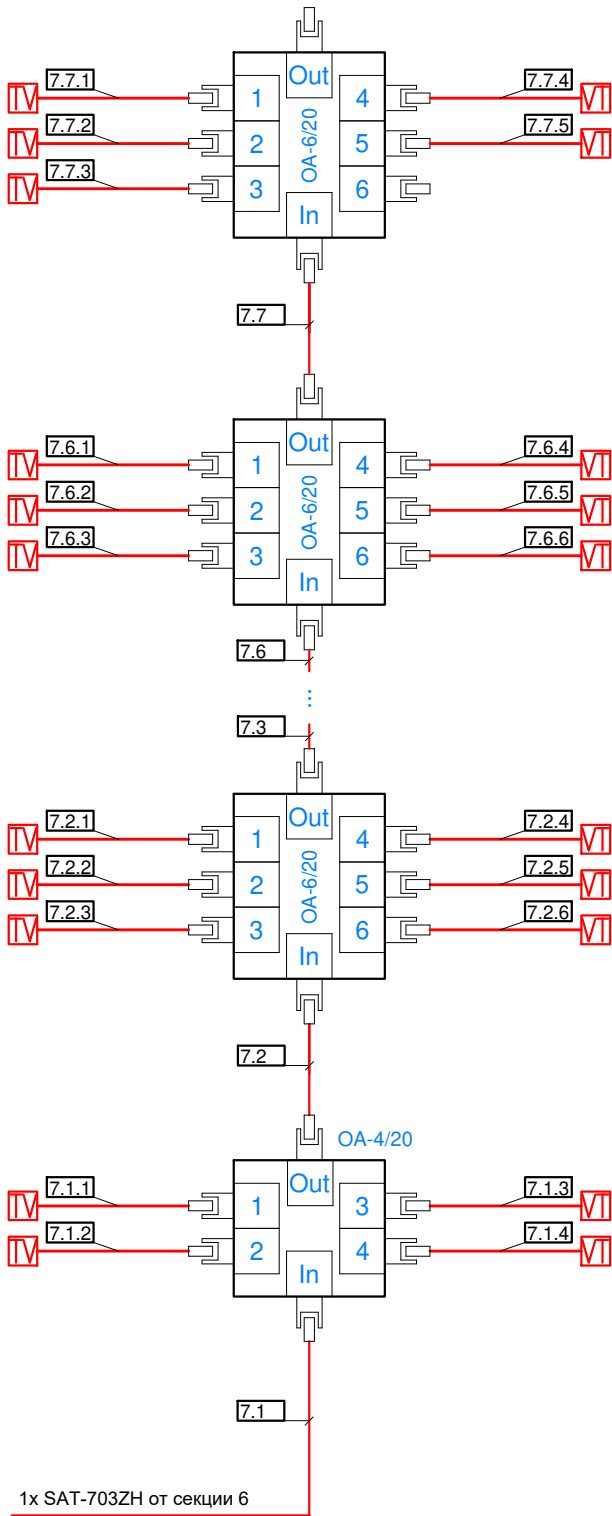 Out
7.7.1
TV
1
4
7.7.4
TV
7.7.2
TV
2
OA-6/20
5
7.7.5
TV
7.7.3
TV
3
6
In
7.7
Out
7.6.1
TV
1
4
7.6.4
TV
7.6.2
TV
2
OA-6/20
5
7.6.5
TV
7.6.3
TV
3
6
7.6.6
TV
In
7.6
...
7.3
Out
7.2.1
TV
1
4
7.2.4
TV
7.2.2
TV
2
OA-6/20
5
7.2.5
TV
7.2.3
TV
3
6
7.2.6
TV
In
7.2
OA-4/20
Out
7.1.1
TV
1
3
7.1.3
TV
7.1.2
TV
2
4
7.1.4
TV
In
7.1
1x SAT-703ZH от секции 6